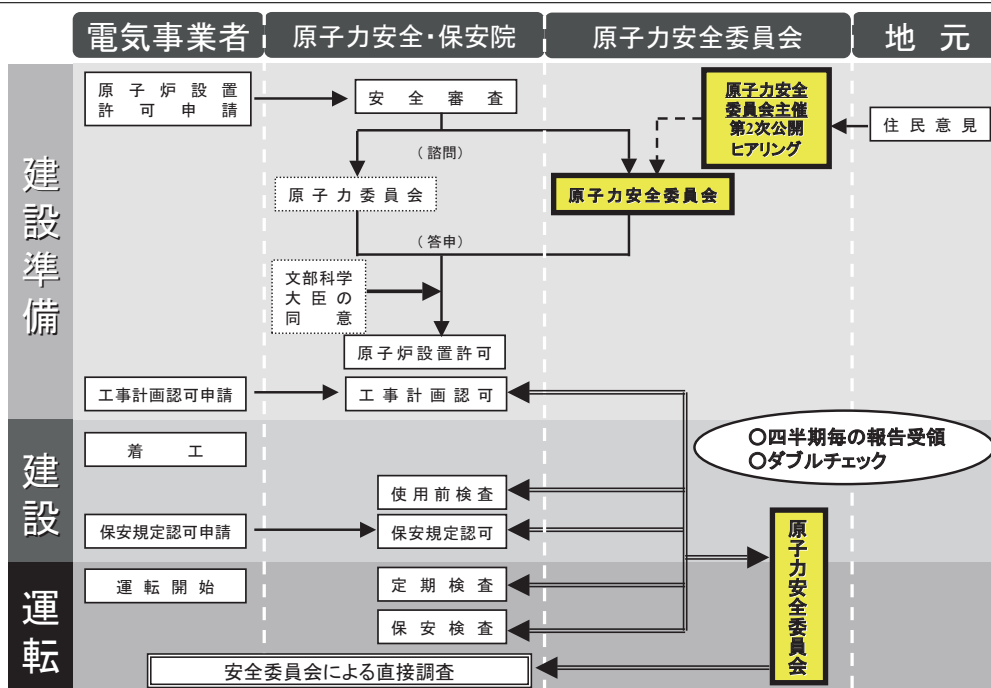 電気事業者
原子力安全・保安院
原子力安全委員会
地元
建設準備
原子炉設置
許可申請
安全審査
原子力安全
委員会主催
第2次公開
ヒアリング
住民意見
(諮問)
原子力委員会
原子力安全委員会
(答申)
文部科学
大臣の
同意
原子炉設置許可
工事計画認可申請
工事計画認可
建設
着工
○四半期毎の報告受領
○ダブルチェック
使用前検査
保安規定認可申請
保安規定認可
原子力安全委員会
運転
運転開始
定期検査
保安検査
安全委員会による直接調査